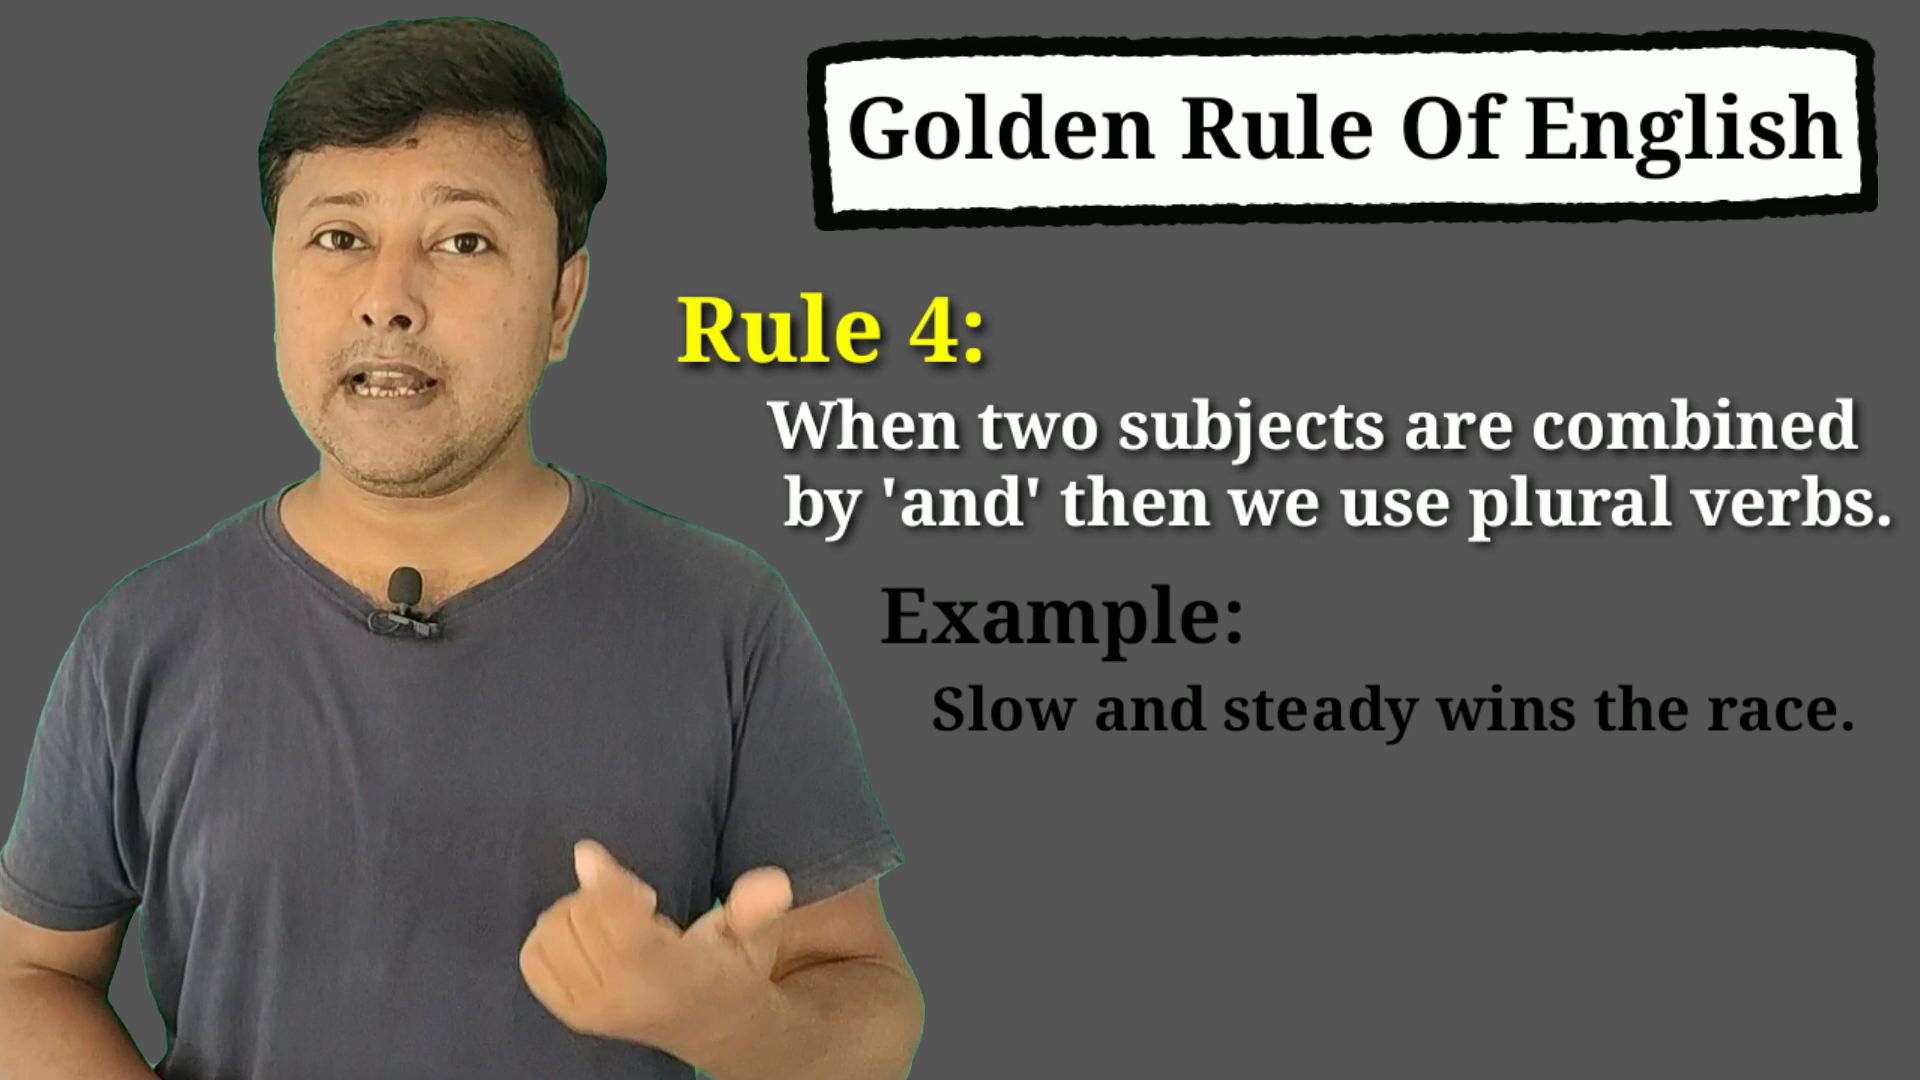 Golden Rule Of English
Rule 4:
When two subjects are combined
by 'and' then we use plural verbs.
Example:
Slow and steady wins the race.